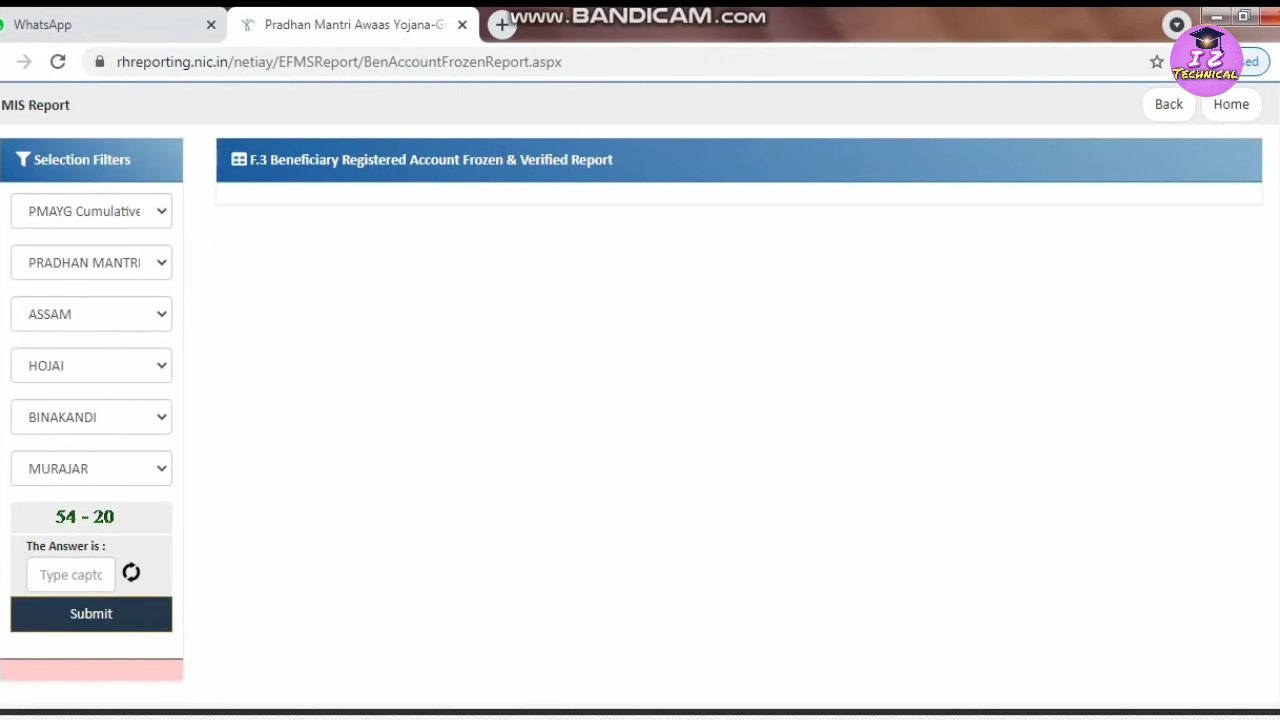 WhatsApp
Pradhan Mantri Awaas Yojana-G
www.BANDICAM.com
rhreporting.nic.in/netiay/EFMSReport/BenAccountFrozenReport.aspx
I Z
TECHNICAL
MIS Report
Back
Home
Selection Filters
F.3 Beneficiary Registered Account Frozen & Verified Report
PMAYG Cumulative
PRADHAN MANTRI
ASSAM
HOJAI
BINAKANDI
MURAJAR
54 - 20
The Answer is :
Type captc
Submit